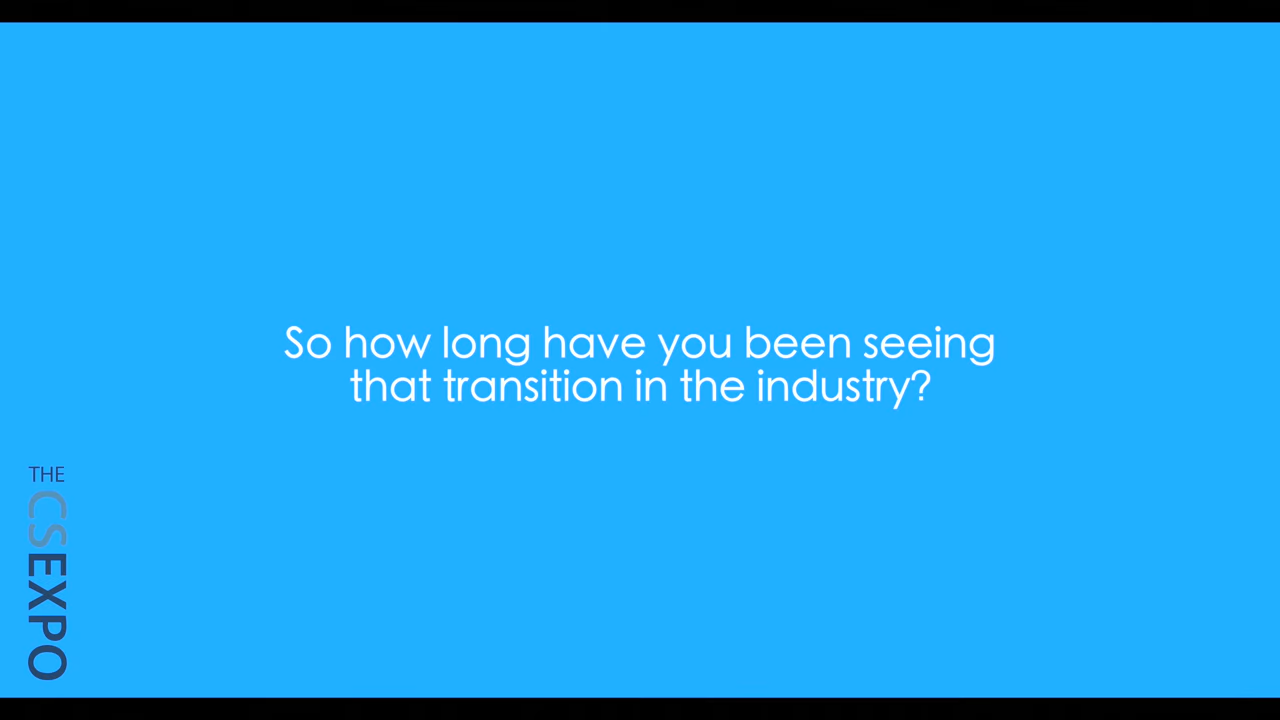 So how long have you been seeing
that transition in the industry?
THE
CSEXPO